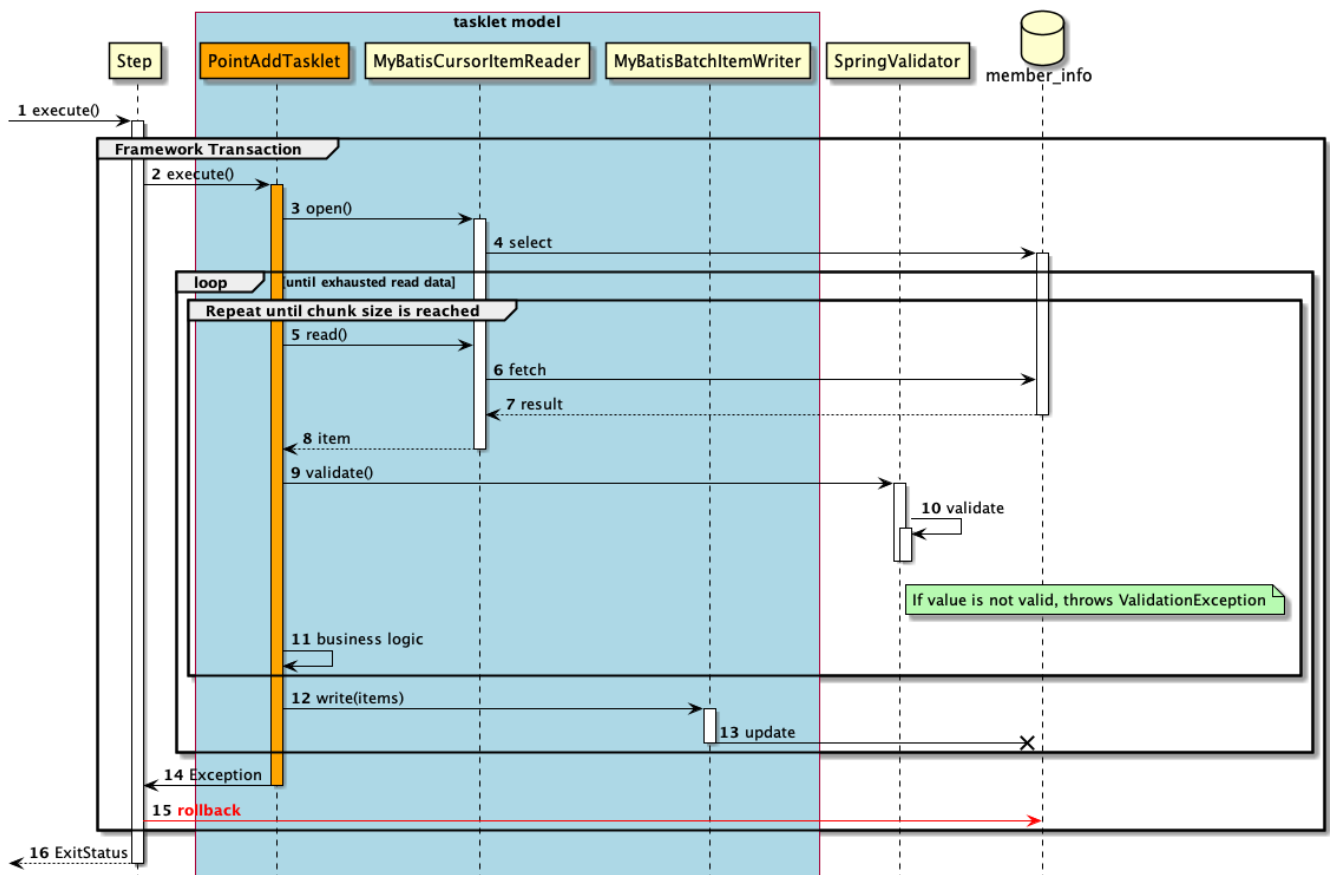 tasklet model
Step
PointAddTasklet
MyBatisCursorItemReader
MyBatisBatchItemWriter
SpringValidator
member_info
1 execute()
Framework Transaction
2 execute()
3 open()
4 select
loop
[until exhausted read data]
Repeat until chunk size is reached
5 read()
6 fetch
7 result
8 item
9 validate()
10 validate
If value is not valid, throws ValidationException
11 business logic
12 write(items)
13 update
14 Exception
15 rollback
16 ExitStatus